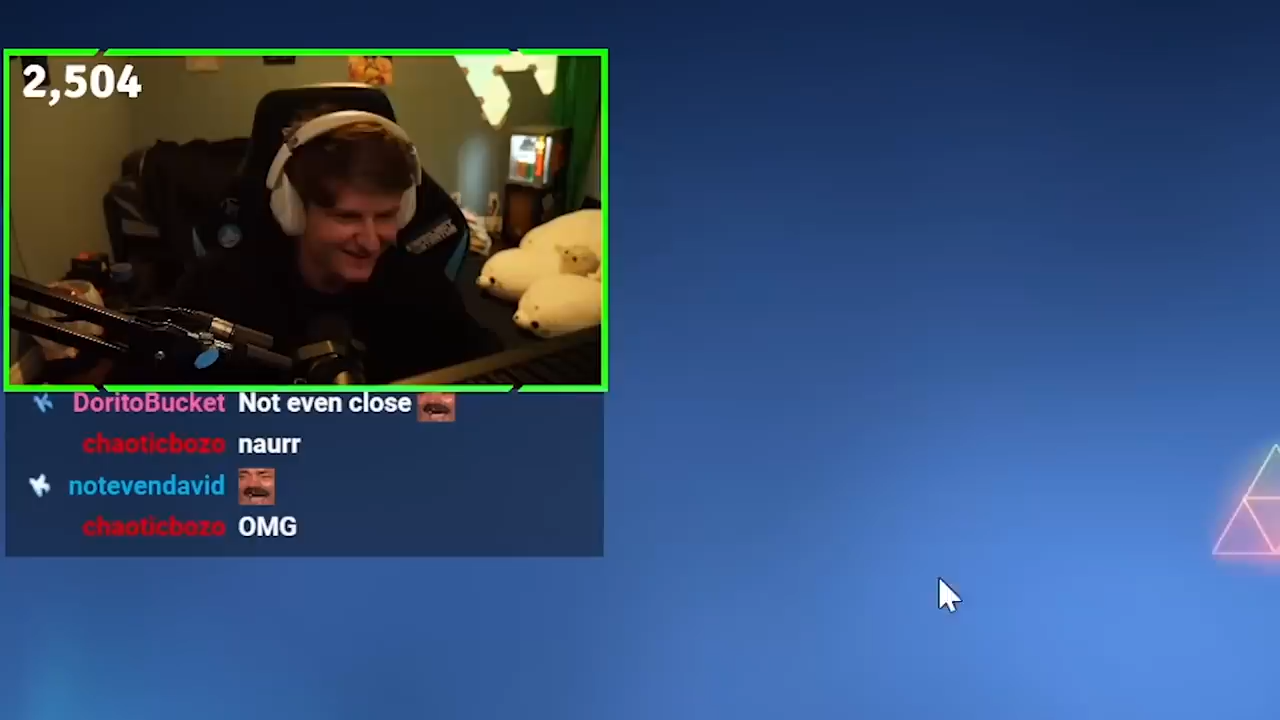 2,504
DoritoBucket Not even close
chaoticbozo naurr
notevendavid
chaoticbozo OMG